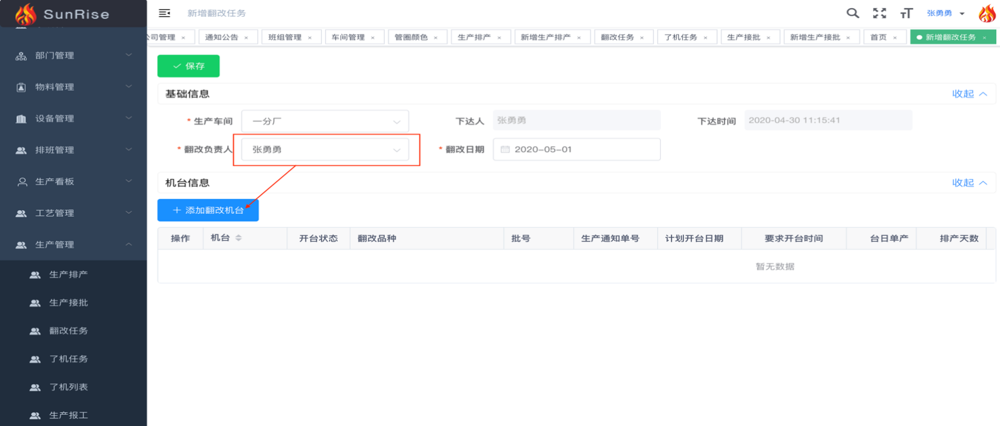 SunRise
新增翻改任务
张勇勇
公司管理 × 通知公告 × 班组管理 × 车间管理 × 管圈颜色 × 生产排产 × 新增生产排产 × 翻改任务 × 了机任务 × 生产接批 × 新增生产接批 × 首页 × 新增翻改任务 ×
部门管理
物料管理
设备管理
排班管理
生产看板
工艺管理
生产管理
生产排产
生产接批
翻改任务
了机任务
了机列表
生产报工
保存
基础信息 收起
* 生产车间 一分厂 下达人 张勇勇 下达时间 2020-04-30 11:15:41
* 翻改负责人 张勇勇 * 翻改日期 2020-05-01
机台信息 收起
+ 添加翻改机台
操作 机台 开台状态 翻改品种 批号 生产通知单号 计划开台日期 要求开台时间 台日单产 排产天数
暂无数据